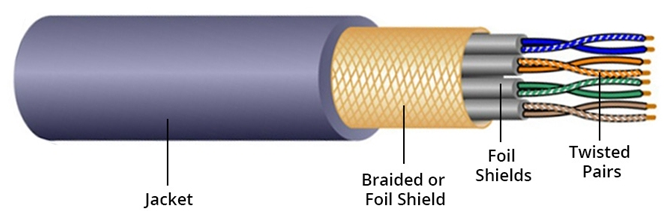 Jacket
Braided or
Foil Shield
Foil
Shields
Twisted
Pairs